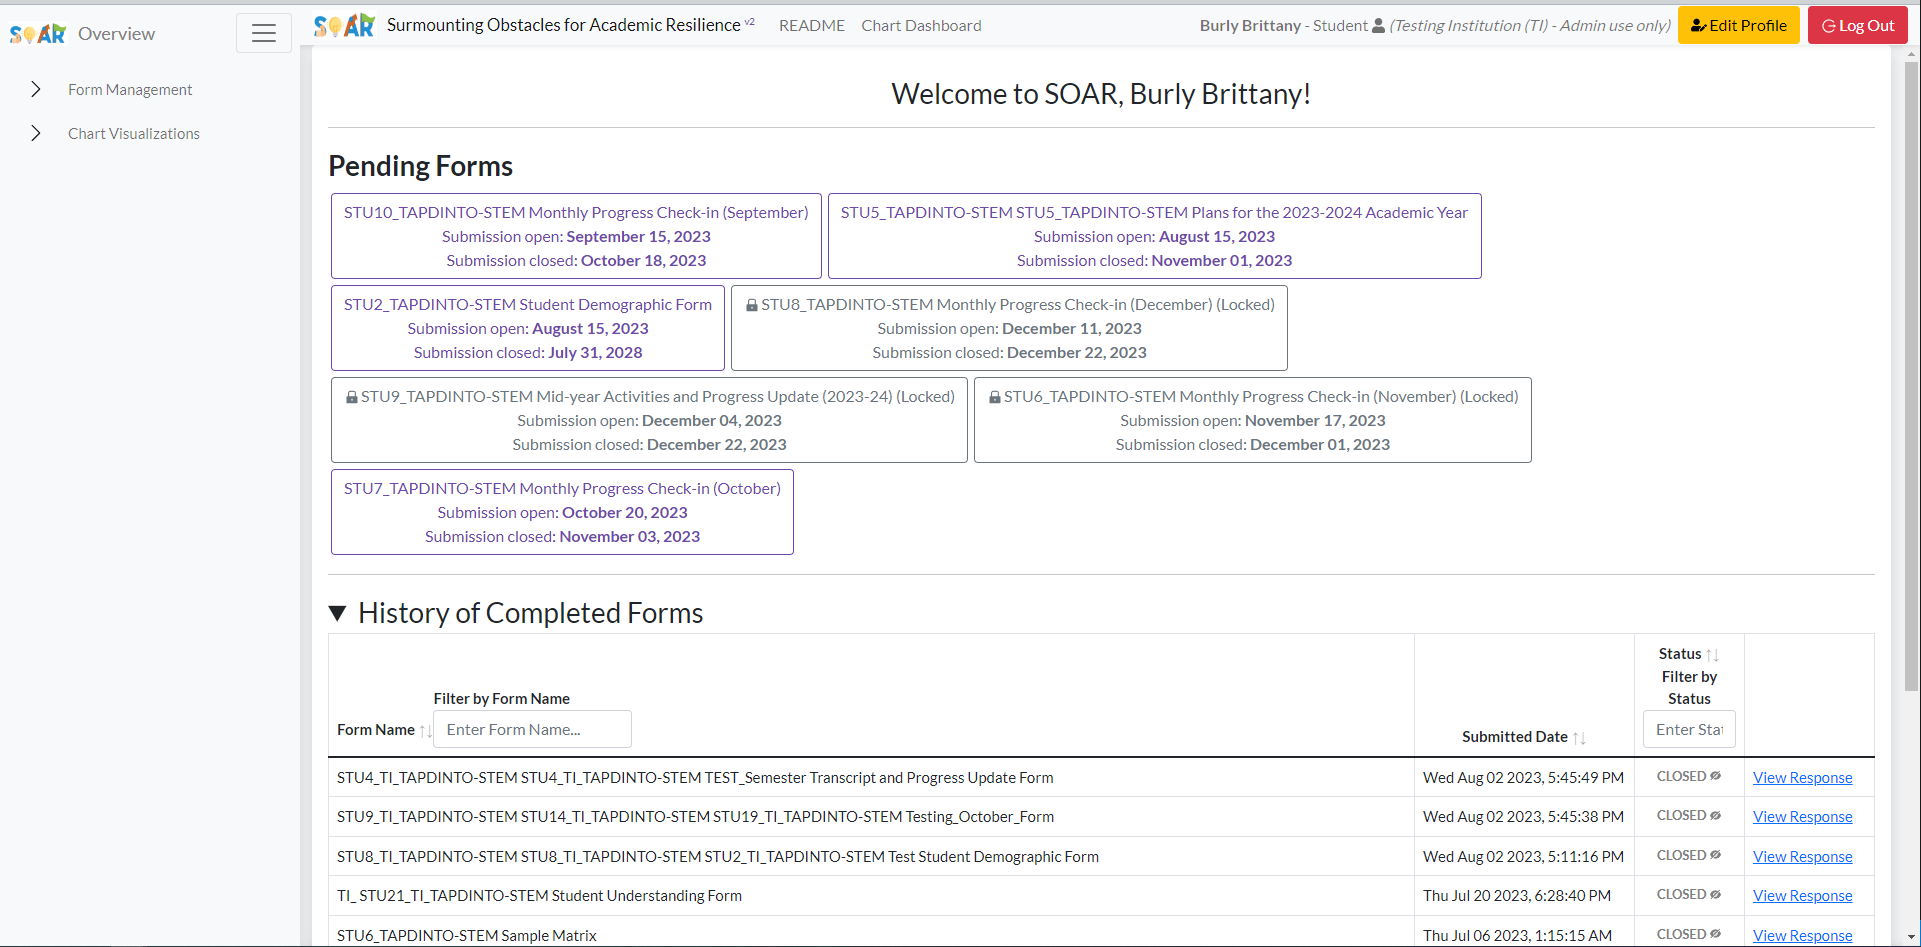 SOAR Overview
SOAR Surmounting Obstacles for Academic Resilience v2 README Chart Dashboard Burly Brittany - Student (Testing Institution (TI) - Admin use only) Edit Profile Log Out
Form Management
Chart Visualizations
Welcome to SOAR, Burly Brittany!
Pending Forms
STU10_TAPDINTO-STEM Monthly Progress Check-in (September)
Submission open: September 15, 2023
Submission closed: October 18, 2023
STU5_TAPDINTO-STEM STU5_TAPDINTO-STEM Plans for the 2023-2024 Academic Year
Submission open: August 15, 2023
Submission closed: November 01, 2023
STU2_TAPDINTO-STEM Student Demographic Form
Submission open: August 15, 2023
Submission closed: July 31, 2028
STU8_TAPDINTO-STEM Monthly Progress Check-in (December) (Locked)
Submission open: December 11, 2023
Submission closed: December 22, 2023
STU9_TAPDINTO-STEM Mid-year Activities and Progress Update (2023-24) (Locked)
Submission open: December 04, 2023
Submission closed: December 22, 2023
STU6_TAPDINTO-STEM Monthly Progress Check-in (November) (Locked)
Submission open: November 17, 2023
Submission closed: December 01, 2023
STU7_TAPDINTO-STEM Monthly Progress Check-in (October)
Submission open: October 20, 2023
Submission closed: November 03, 2023
History of Completed Forms
Form Name
Filter by Form Name
Enter Form Name...
Submitted Date
Status
Filter by
Status
Enter Stat
STU4_TI_TAPDINTO-STEM STU4_TI_TAPDINTO-STEM TEST_Semester Transcript and Progress Update Form Wed Aug 02 2023, 5:45:49 PM CLOSED View Response
STU9_TI_TAPDINTO-STEM STU14_TI_TAPDINTO-STEM STU19_TI_TAPDINTO-STEM Testing_October_Form Wed Aug 02 2023, 5:45:38 PM CLOSED View Response
STU8_TI_TAPDINTO-STEM STU8_TI_TAPDINTO-STEM STU2_TI_TAPDINTO-STEM Test Student Demographic Form Wed Aug 02 2023, 5:11:16 PM CLOSED View Response
TI_ STU21_TI_TAPDINTO-STEM Student Understanding Form Thu Jul 20 2023, 6:28:40 PM CLOSED View Response
STU6_TAPDINTO-STEM Sample Matrix Thu Jul 06 2023, 1:15:15 AM CLOSED View Response